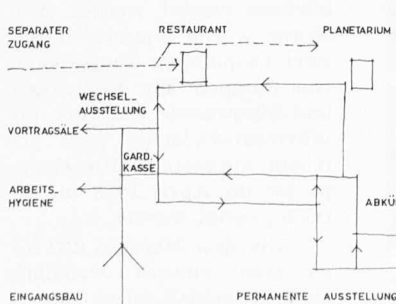 SEPARATER ZUGANG
RESTAURANT
PLANETARIUM
WECHSEL-
AUSSTELLUNG
VORTRAGSÄLE
GARD.
KASSE
ARBEITS-
HYGIENE
ABKÜ
EINGANGSBAU
PERMANENTE AUSSTELLUNG